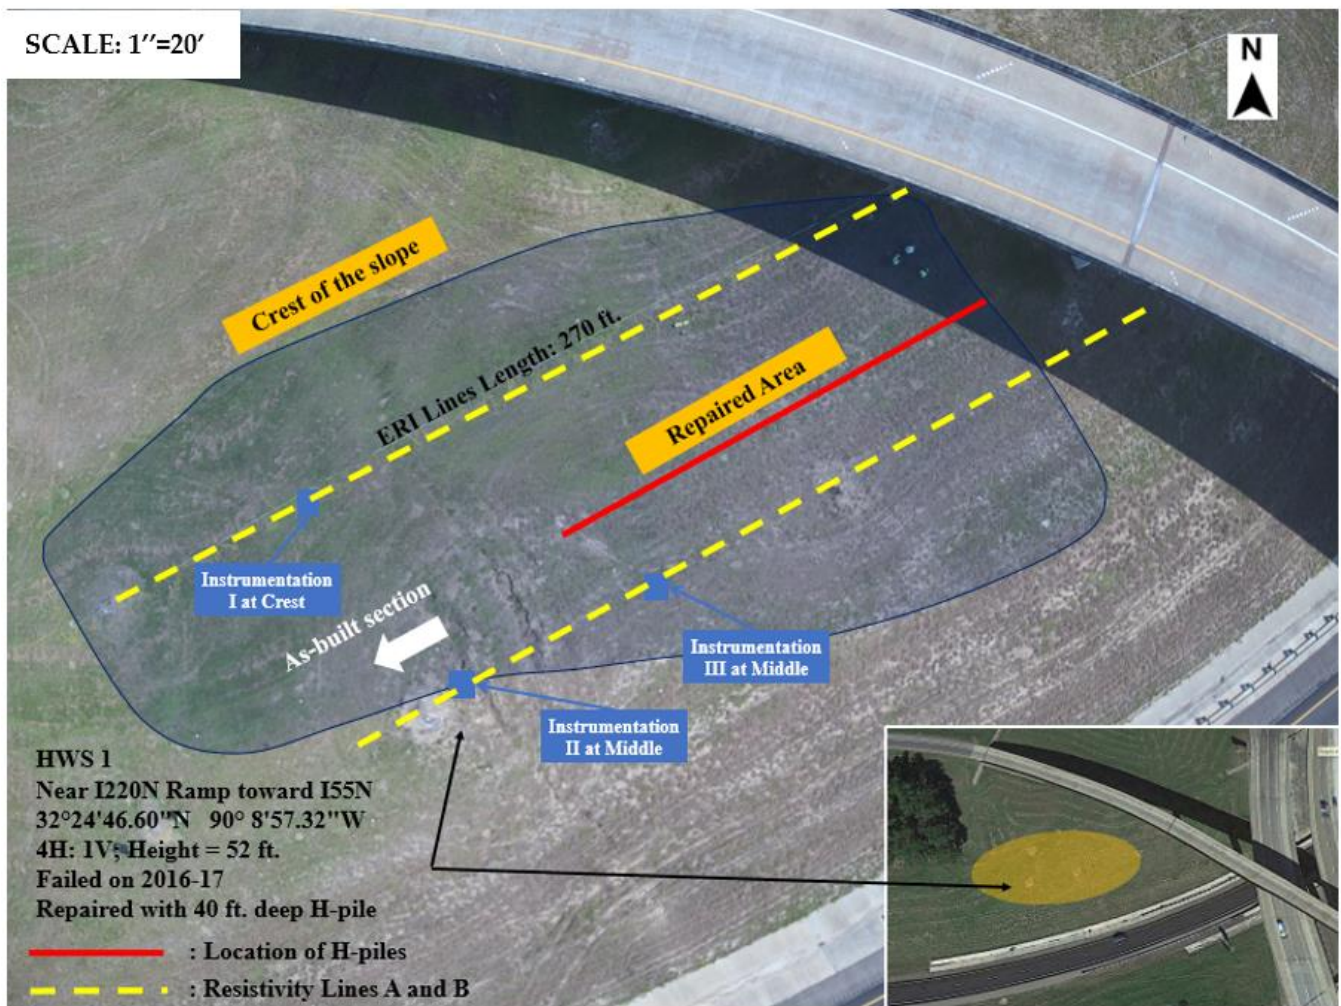 SCALE: 1’’=20’
N
Crest of the slope
ERI Lines Length: 270 ft.
Repaired Area
Instrumentation
I at Crest
As-built section
Instrumentation
III at Middle
Instrumentation
II at Middle
HWS 1
Near I220N Ramp toward I55N
32°24'46.60"N 90° 8'57.32"W
4H: 1V; Height = 52 ft.
Failed on 2016-17
Repaired with 40 ft. deep H-pile
: Location of H-piles
: Resistivity Lines A and B